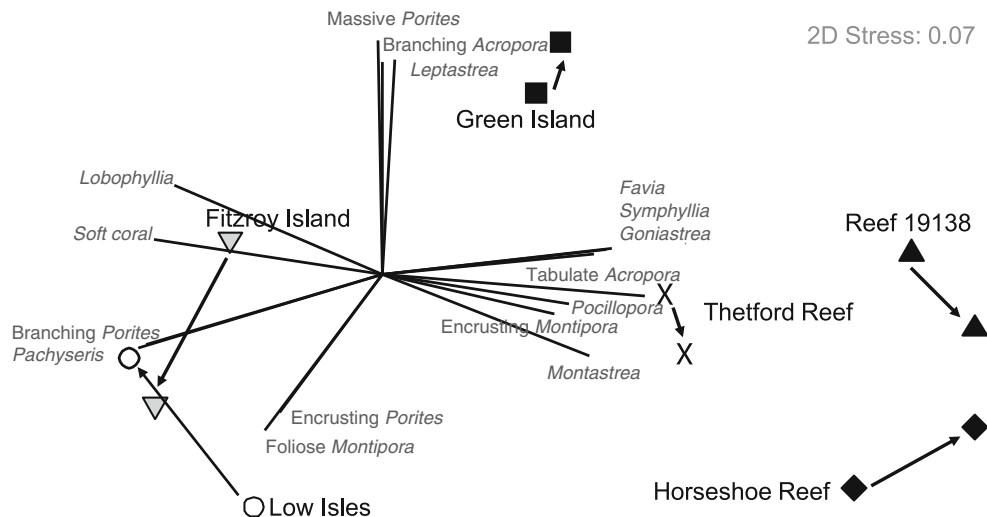 Massive Porites
2D Stress: 0.07
Branching Acropora
Leptastrea
Green Island
Lobophyllia
Favia
Fitzroy Island
Symphyllia
Reef 19138
Soft coral
Goniastrea
Tabulate Acropora
X
Pocillopora
Thetford Reef
Encrusting Montipora
Branching Porites
Pachyseris
X
Montastrea
Encrusting Porites
Foliose Montipora
Horseshoe Reef
Low Isles